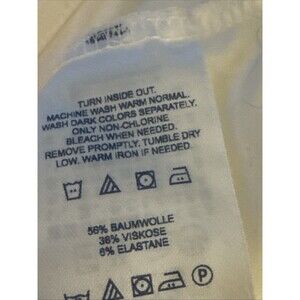 TURN INSIDE OUT.
MACHINE WASH WARM NORMAL.
WASH DARK COLORS SEPARATELY.
ONLY NON-CHLORINE
BLEACH WHEN NEEDED.
REMOVE PROMPTLY. TUMBLE DRY
LOW. WARM IRON IF NEEDED.
56% BAUMWOLLE
38% VISKOSE
6% ELASTANE
P